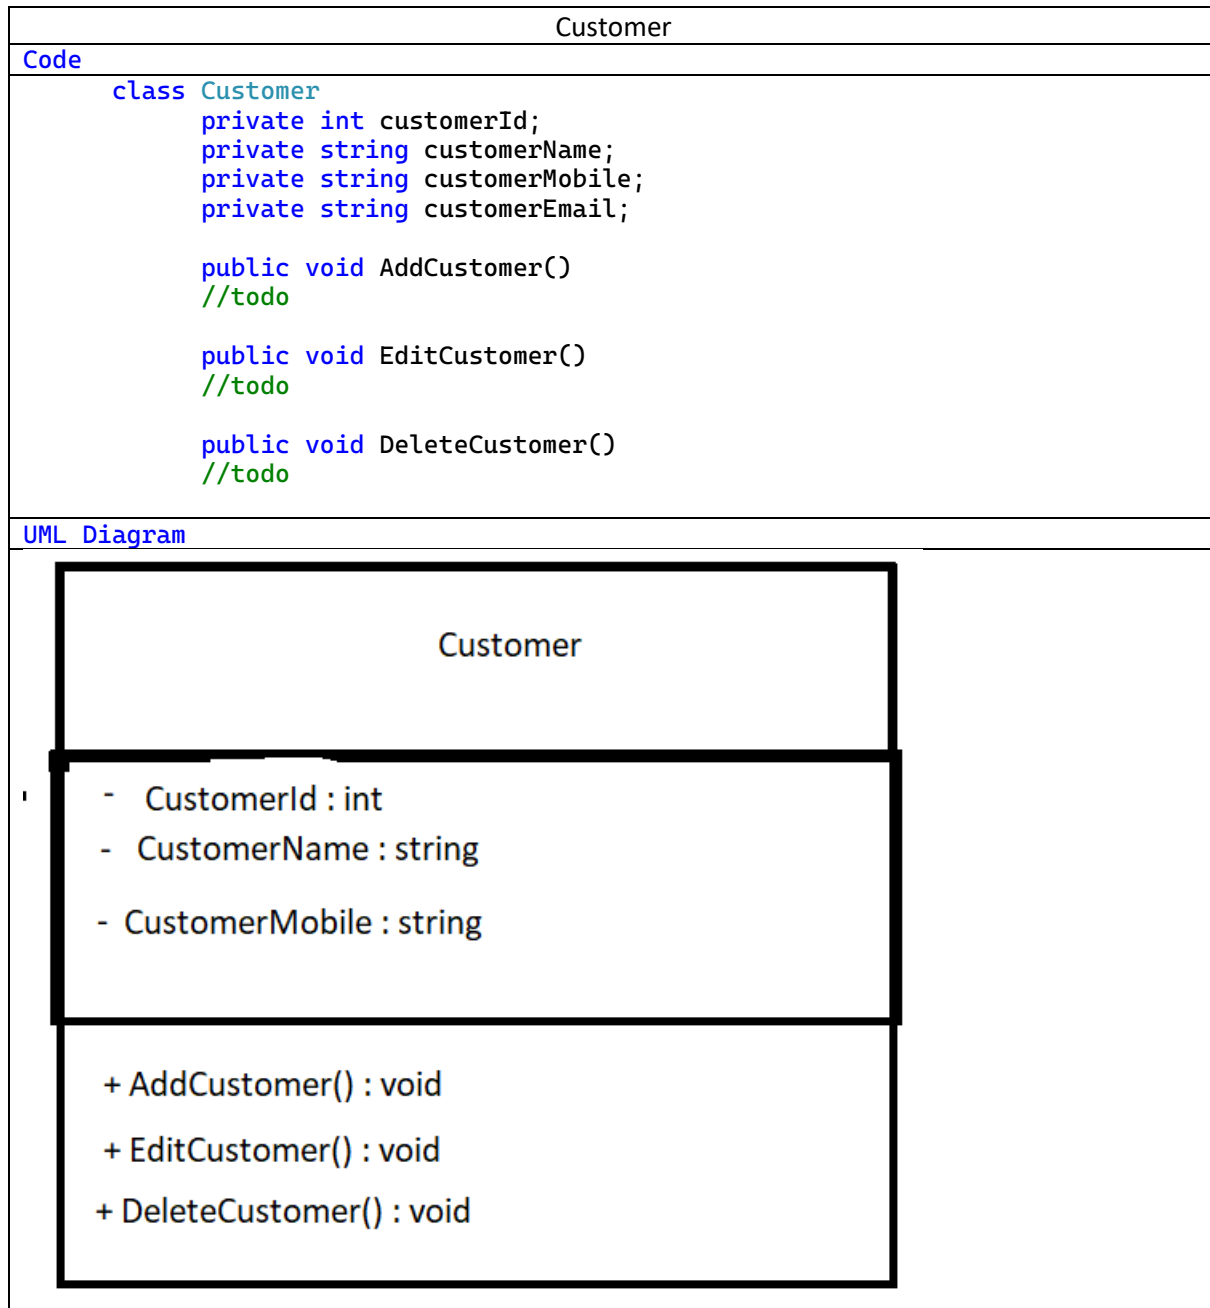 Customer
Code
class Customer
private int customerId;
private string customerName;
private string customerMobile;
private string customerEmail;
public void AddCustomer()
//todo
public void EditCustomer()
//todo
public void DeleteCustomer()
//todo
UML Diagram
Customer
- CustomerId : int
- CustomerName : string
- CustomerMobile : string
+ AddCustomer() : void
+ EditCustomer() : void
+ DeleteCustomer() : void